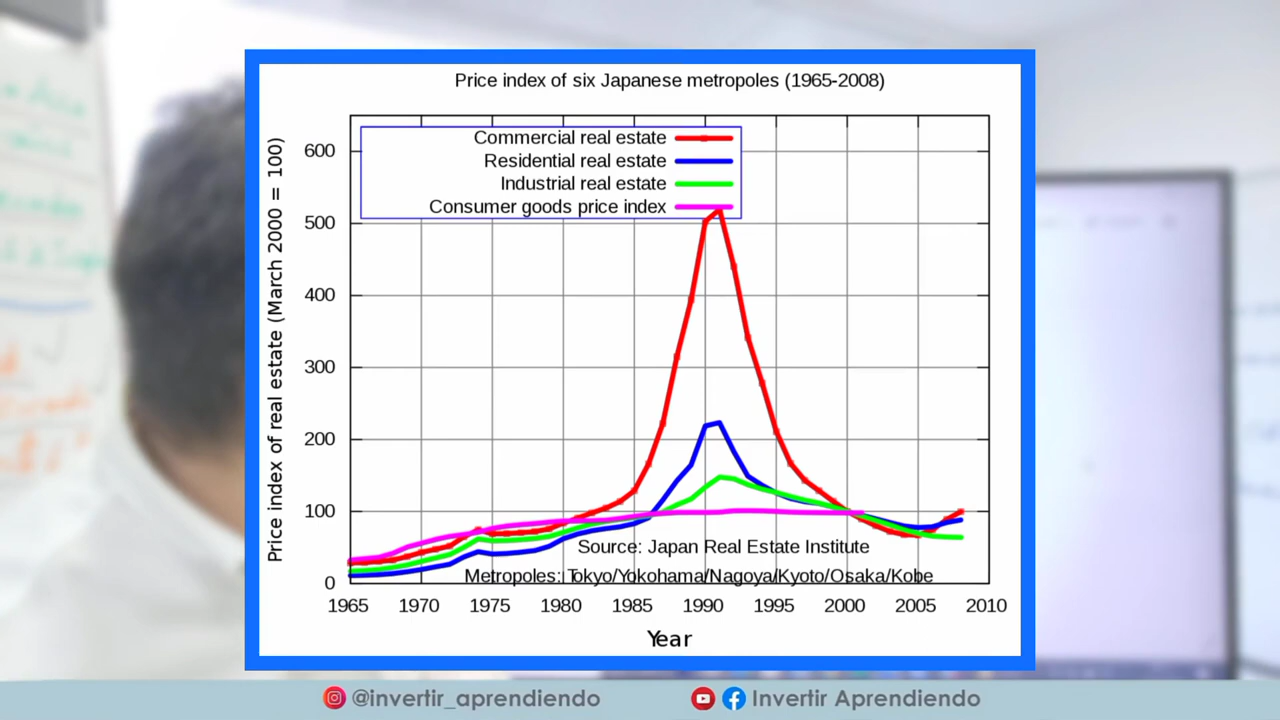 Price index of six Japanese metropoles (1965-2008)
Price index of real estate (March 2000 = 100)
Commercial real estate
Residential real estate
Industrial real estate
Consumer goods price index
600
500
400
300
200
100
0
Source: Japan Real Estate Institute
Metropoles: Tokyo/Yokohama/Nagoya/Kyoto/Osaka/Kobe
1965 1970 1975 1980 1985 1990 1995 2000 2005 2010
Year
@invertir_aprendiendo
Invertir Aprendiendo